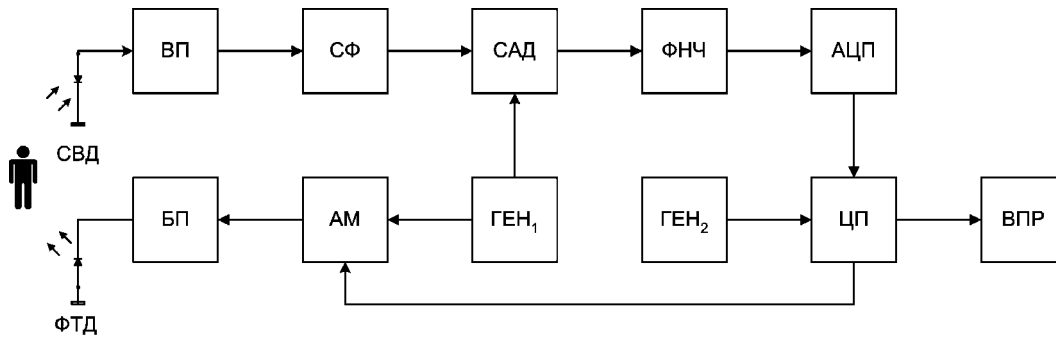 ВП
СФ
САД
ФНЧ
АЦП
СВД
БП
АМ
ГЕН₁
ГЕН₂
ЦП
ВПР
ФТД